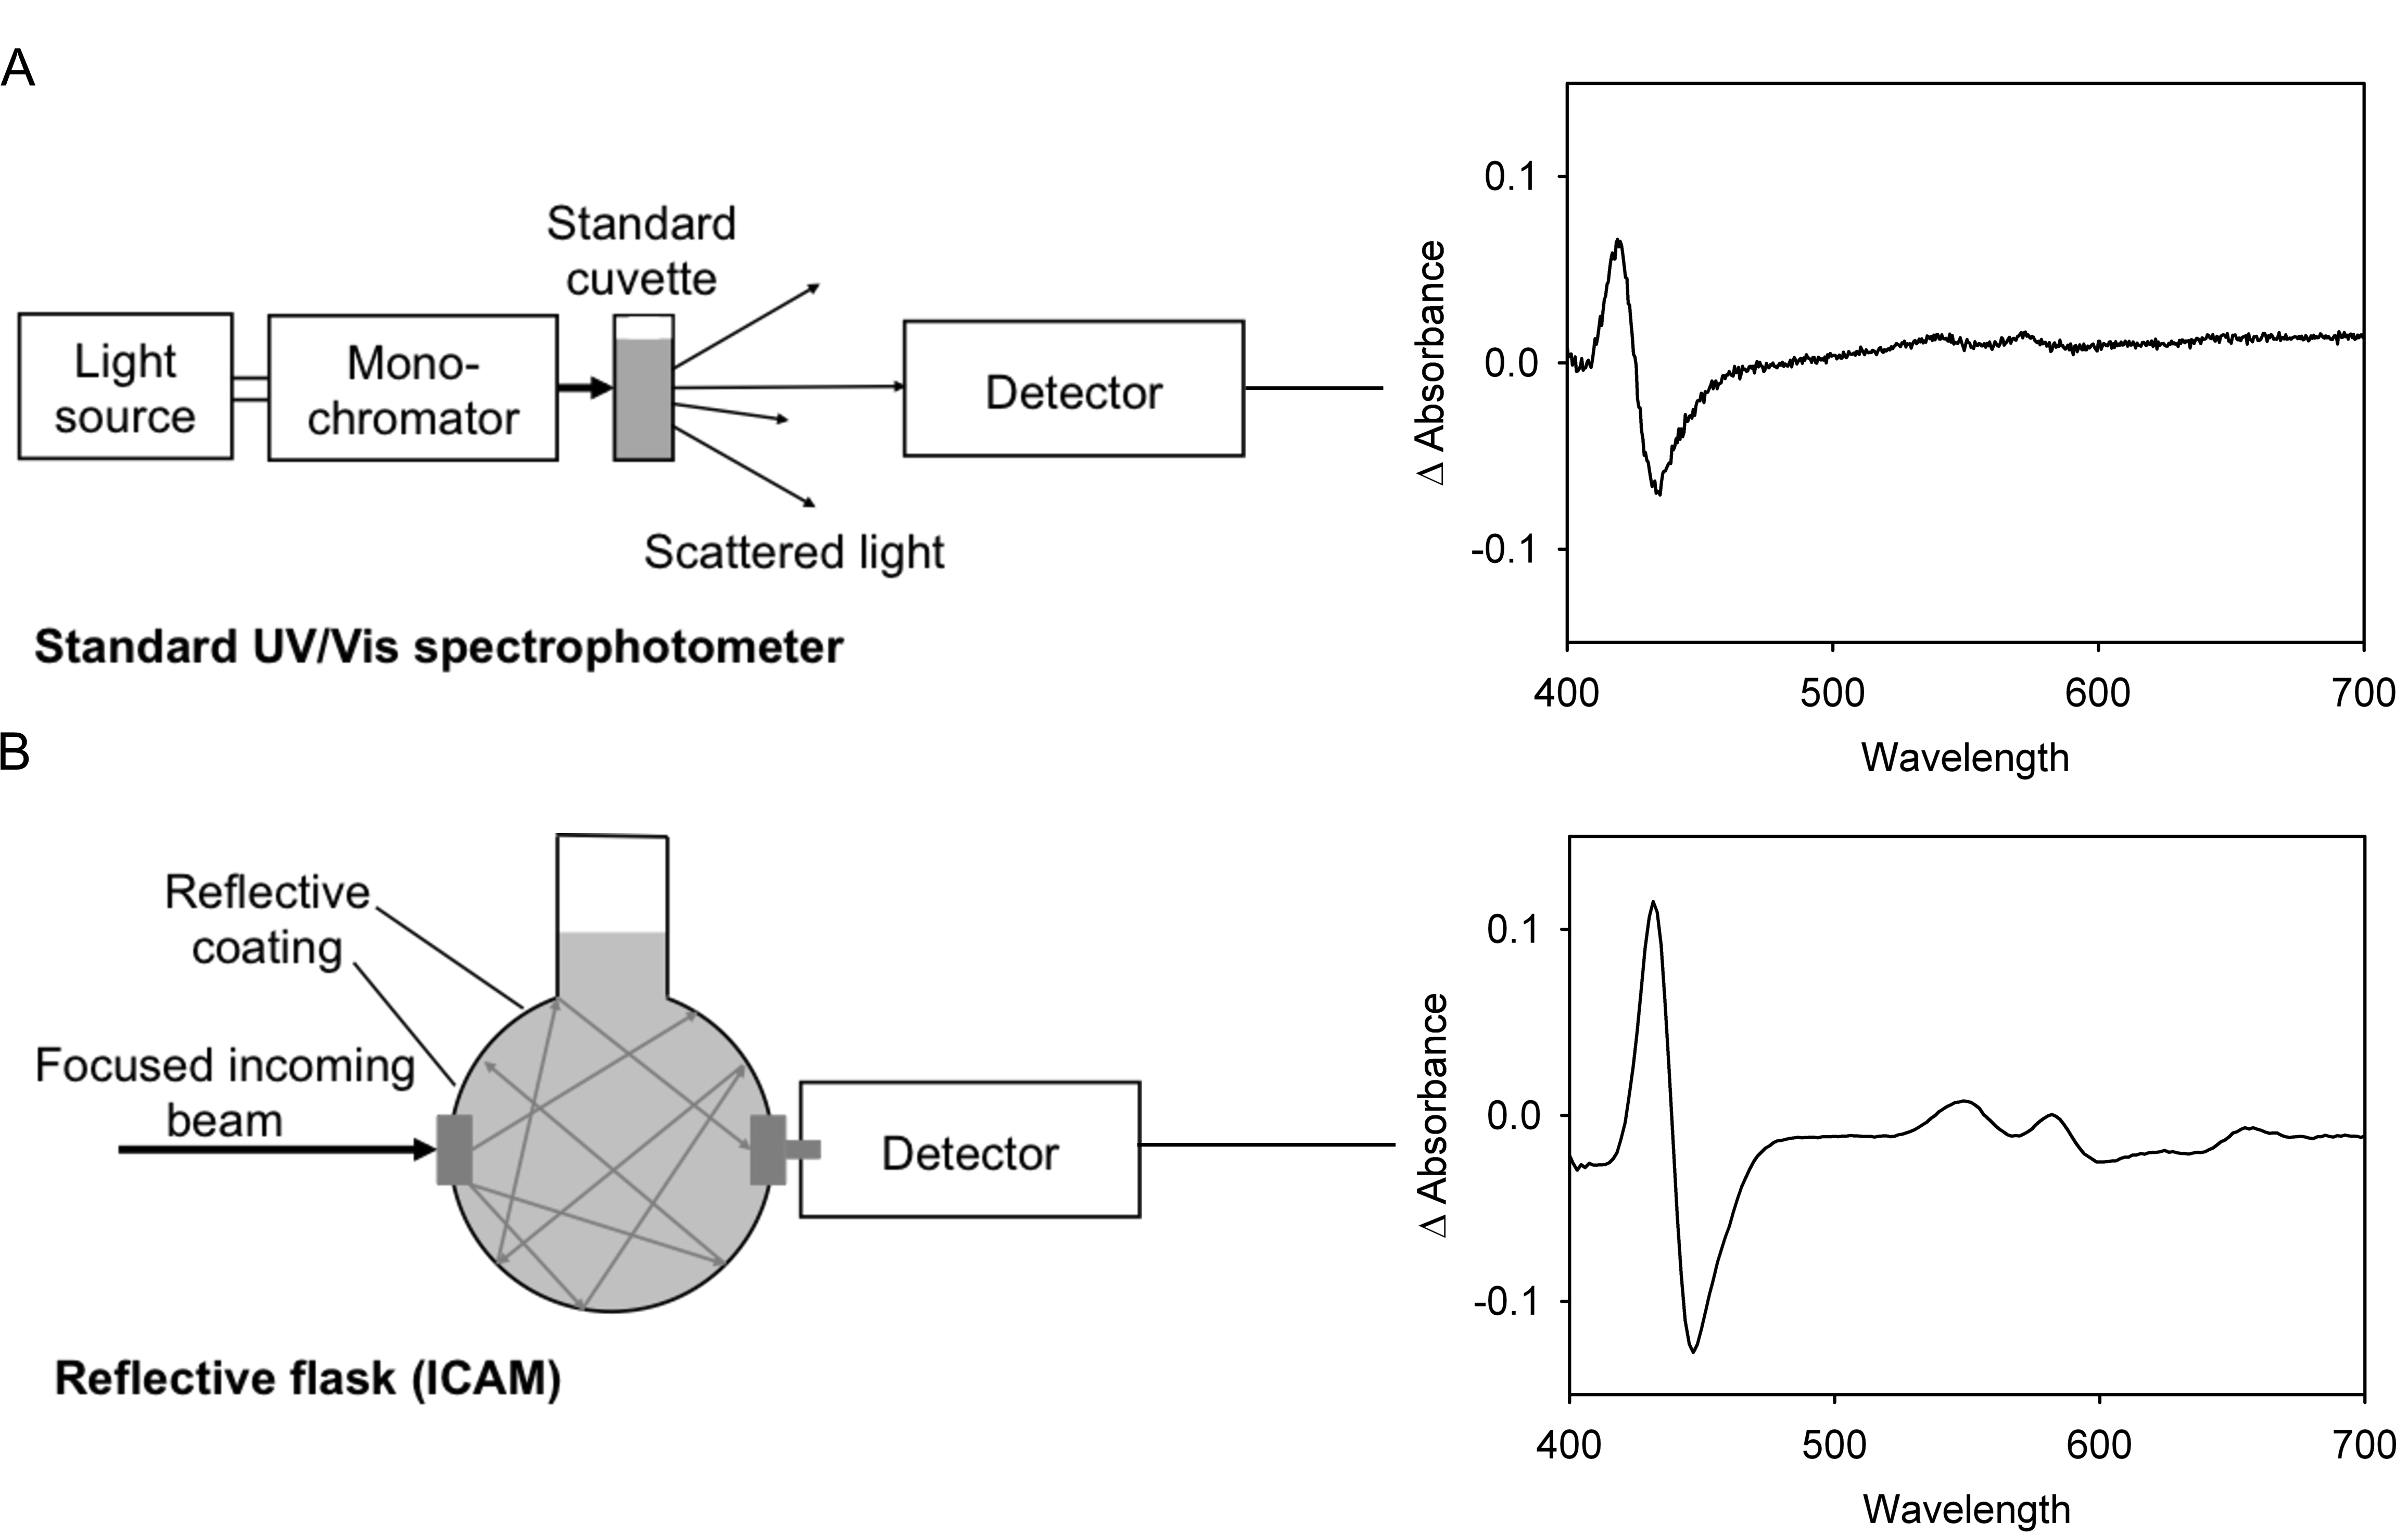 A
Standard
cuvette
Light
source
Mono-
chromator
Detector
Scattered light
Standard UV/Vis spectrophotometer
Δ Absorbance
0.1
0.0
-0.1
400
500
600
700
Wavelength
B
Reflective
coating
Focused incoming
beam
Detector
Reflective flask (ICAM)
Δ Absorbance
0.1
0.0
-0.1
400
500
600
700
Wavelength